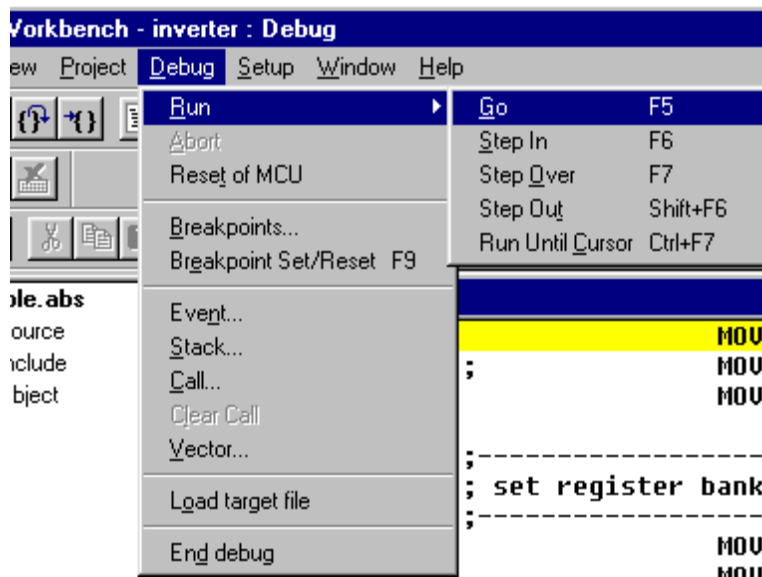 Workbench - inverter : Debug
ew Project Debug Setup Window Help
Run
Abort
Reset of MCU
Breakpoints...
Breakpoint Set/Reset F9
Event...
Stack...
Call...
Clear Call
Vector...
Load target file
End debug
Go F5
Step In F6
Step Over F7
Step Out Shift+F6
Run Until Cursor Ctrl+F7
ple.abs
ource
nclude
bject
MOV
; MOV
MOV
;------------------
; set register bank
;------------------
MOV
MOV